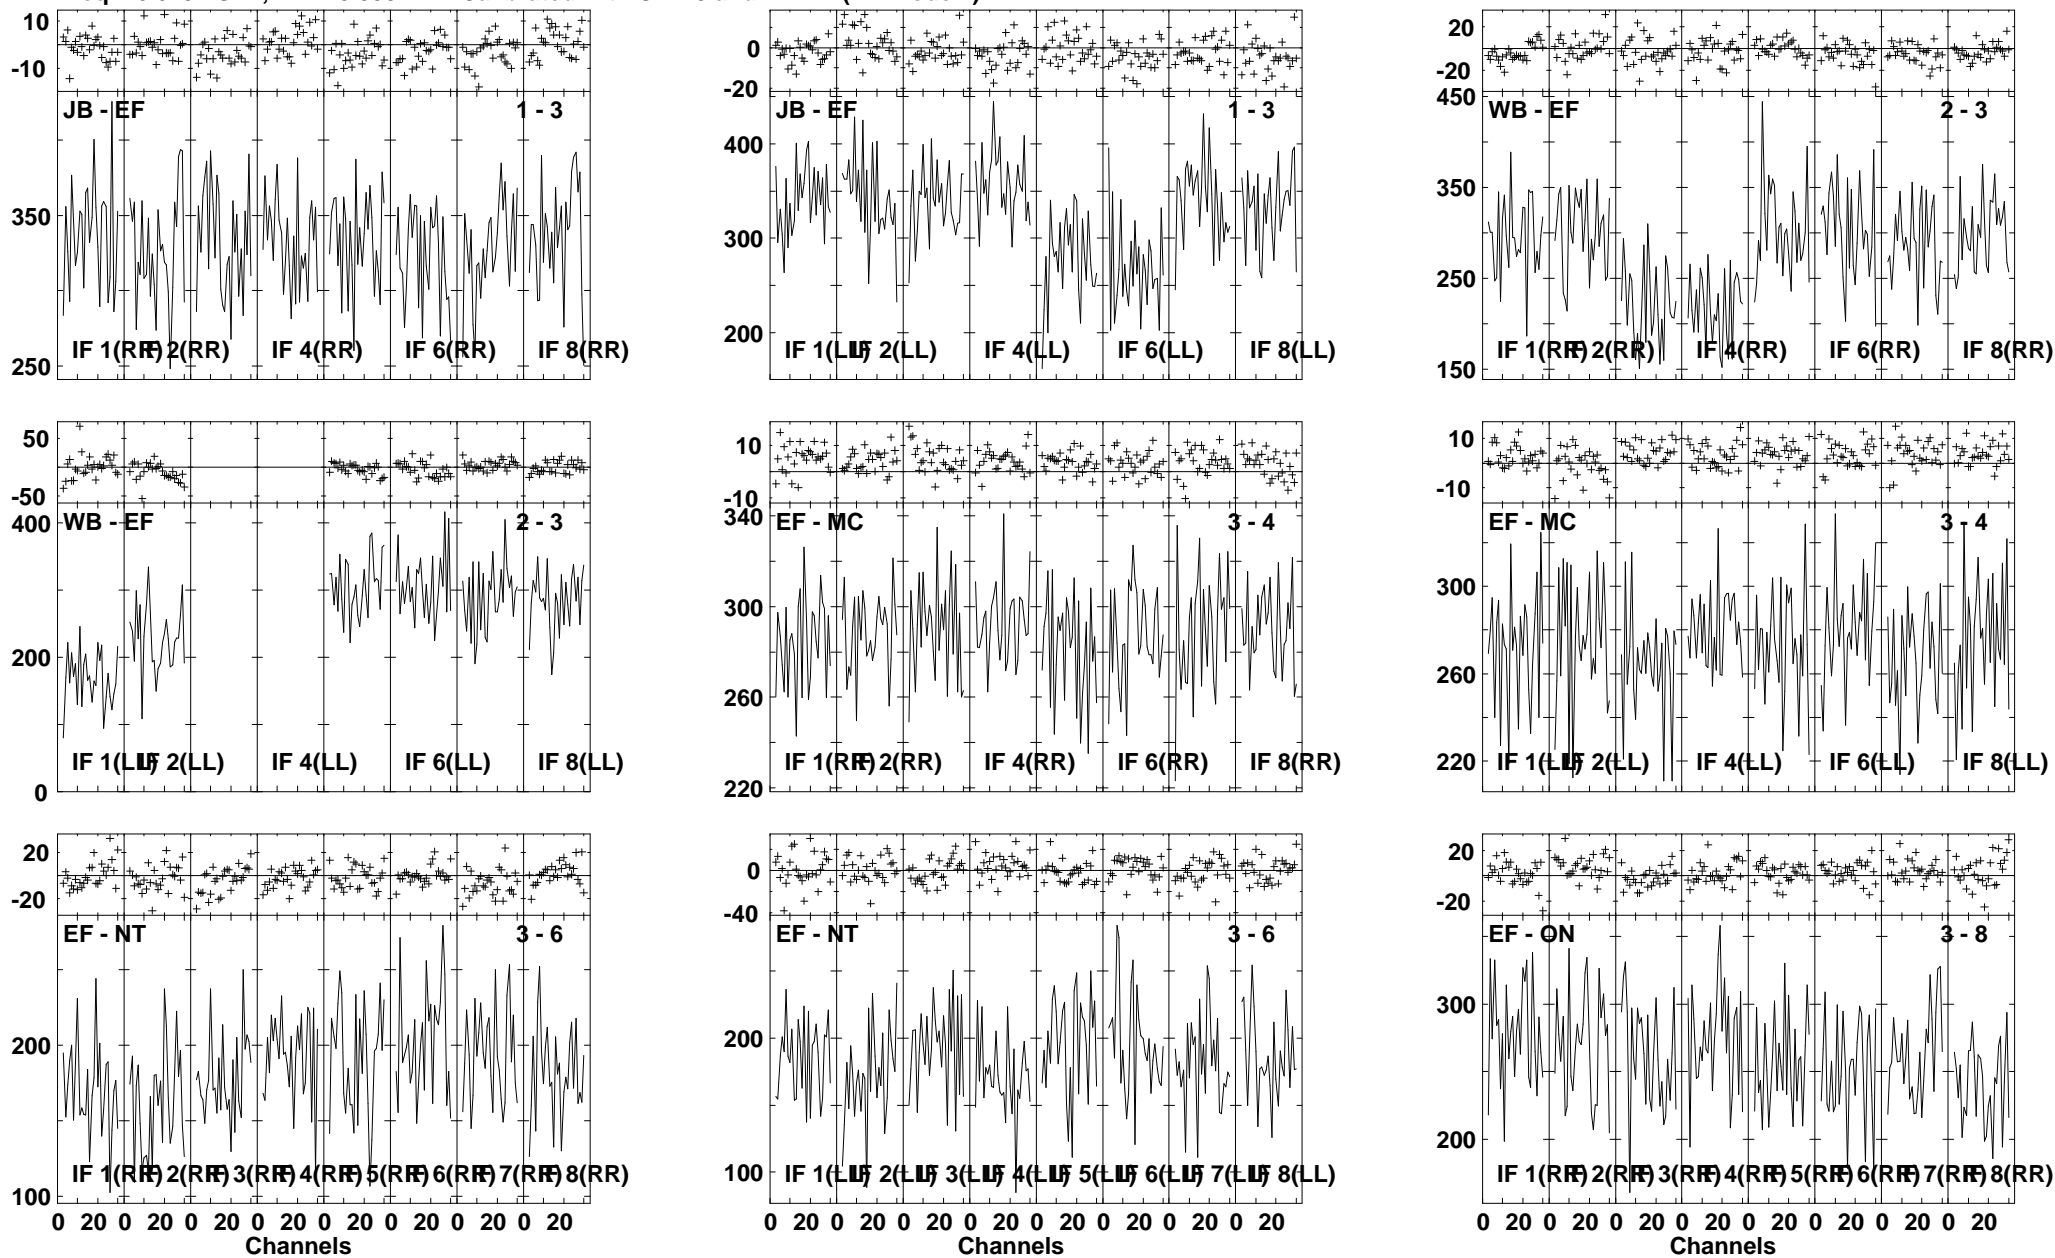 10
-10
JB - EF 1 - 3
350
250
IF 1(RR) IF 2(RR) IF 4(RR) IF 6(RR) IF 8(RR)
0
-20
JB - EF 1 - 3
400
300
200
IF 1(LL) IF 2(LL) IF 4(LL) IF 6(LL) IF 8(LL)
20
-20
450
WB - EF 2 - 3
350
250
150
IF 1(RR) IF 2(RR) IF 4(RR) IF 6(RR) IF 8(RR)
50
-50
400
WB - EF 2 - 3
200
0
IF 1(LL) IF 2(LL) IF 4(LL) IF 6(LL) IF 8(LL)
10
-10
340
EF - MC 3 - 4
300
260
220
IF 1(RR) IF 2(RR) IF 4(RR) IF 6(RR) IF 8(RR)
10
-10
EF - MC 3 - 4
300
260
220
IF 1(LL) IF 2(LL) IF 4(LL) IF 6(LL) IF 8(LL)
20
-20
EF - NT 3 - 6
200
100
IF 1(RR) IF 2(RR) IF 3(RR) IF 4(RR) IF 5(RR) IF 6(RR) IF 7(RR) IF 8(RR)
0 20 0 20 0 20 0 20 0 20 0 20 0 20 0 20
Channels
0
-40
EF - NT 3 - 6
200
100
IF 1(LL) IF 2(LL) IF 3(LL) IF 4(LL) IF 5(LL) IF 6(LL) IF 7(LL) IF 8(LL)
0 20 0 20 0 20 0 20 0 20 0 20 0 20 0 20
Channels
20
-20
EF - ON 3 - 8
300
200
IF 1(RR) IF 2(RR) IF 3(RR) IF 4(RR) IF 5(RR) IF 6(RR) IF 7(RR) IF 8(RR)
0 20 0 20 0 20 0 20 0 20 0 20 0 20 0 20
Channels